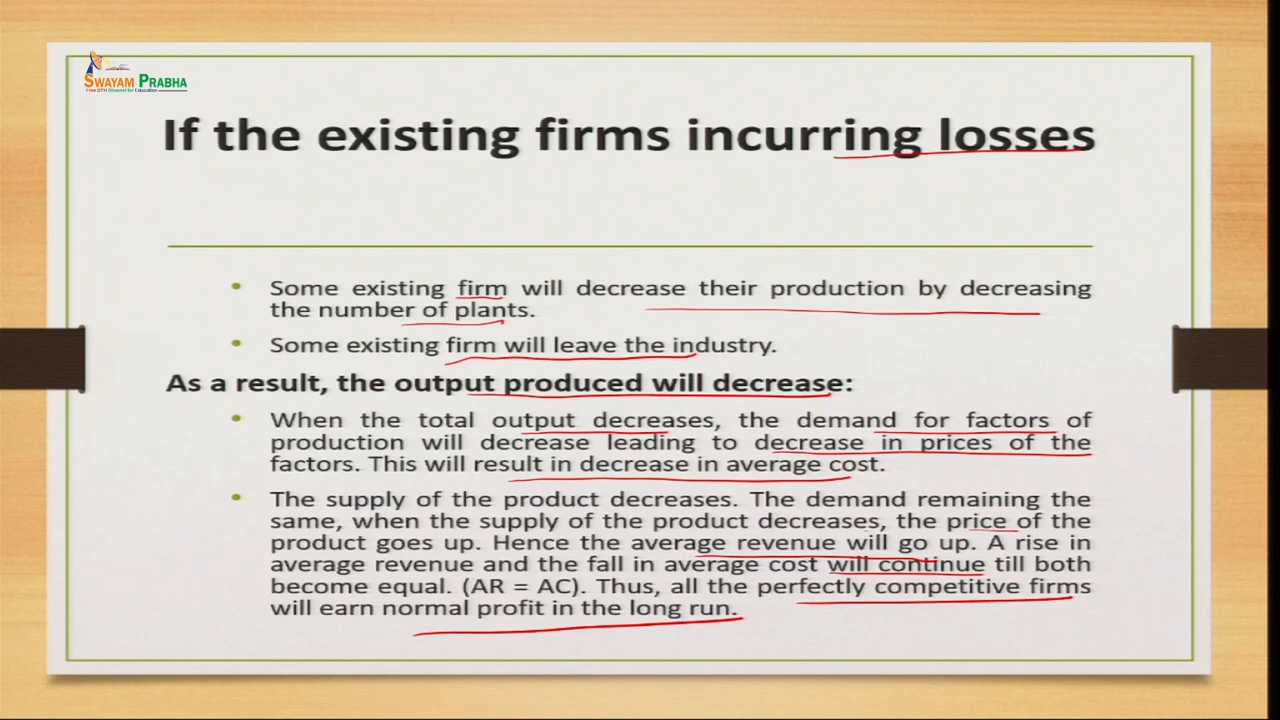 SWAYAM PRABHA
Free DTH Channel for Education
If the existing firms incurring losses
• Some existing firm will decrease their production by decreasing
the number of plants.
• Some existing firm will leave the industry.
As a result, the output produced will decrease:
• When the total output decreases, the demand for factors of
production will decrease leading to decrease in prices of the
factors. This will result in decrease in average cost.
• The supply of the product decreases. The demand remaining the
same, when the supply of the product decreases, the price of the
product goes up. Hence the average revenue will go up. A rise in
average revenue and the fall in average cost will continue till both
become equal. (AR = AC). Thus, all the perfectly competitive firms
will earn normal profit in the long run.